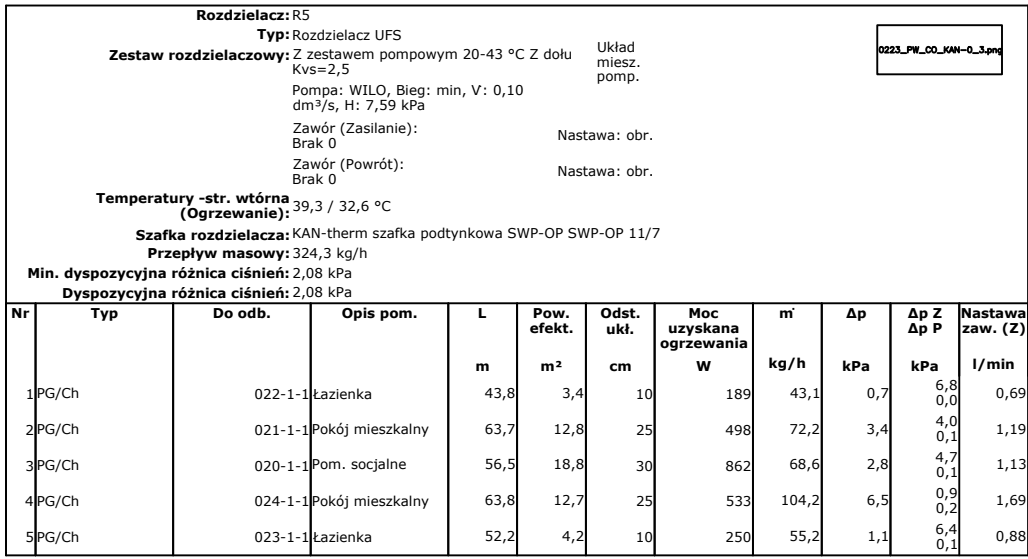 Rozdzielacz: R5
Typ: Rozdzielacz UFS
Zestaw rozdzielaczowy: Z zestawem pompowym 20-43 °C Z dołu
Kvs=2,5
Układ
miesz.
pomp.
0223_PW_CO_KAN-0_3.png
Pompa: WILO, Bieg: min, V̇: 0,10
dm³/s, H: 7,59 kPa
Zawór (Zasilanie):
Brak 0
Nastawa: obr.
Zawór (Powrót):
Brak 0
Nastawa: obr.
Temperatury -str. wtórna
(Ogrzewanie): 39,3 / 32,6 °C
Szafka rozdzielacza: KAN-therm szafka podtynkowa SWP-OP SWP-OP 11/7
Przepływ masowy: 324,3 kg/h
Min. dyspozycyjna różnica ciśnień: 2,08 kPa
Dyspozycyjna różnica ciśnień: 2,08 kPa
Nr Typ Do odb. Opis pom. L Pow. Odst. Moc ṁ Δp Δp Z Nastawa
efekt. ukł. uzyskana Δp P zaw. (Z)
ogrzewania
m m² cm W kg/h kPa kPa l/min
1 PG/Ch 022-1-1 Łazienka 43,8 3,4 10 189 43,1 0,7 6,8 0,69
0,0
2 PG/Ch 021-1-1 Pokój mieszkalny 63,7 12,8 25 498 72,2 3,4 4,0 1,19
0,1
3 PG/Ch 020-1-1 Pom. socjalne 56,5 18,8 30 862 68,6 2,8 4,7 1,13
0,1
4 PG/Ch 024-1-1 Pokój mieszkalny 63,8 12,7 25 533 104,2 6,5 0,9 1,69
0,2
5 PG/Ch 023-1-1 Łazienka 52,2 4,2 10 250 55,2 1,1 6,4 0,88
0,1